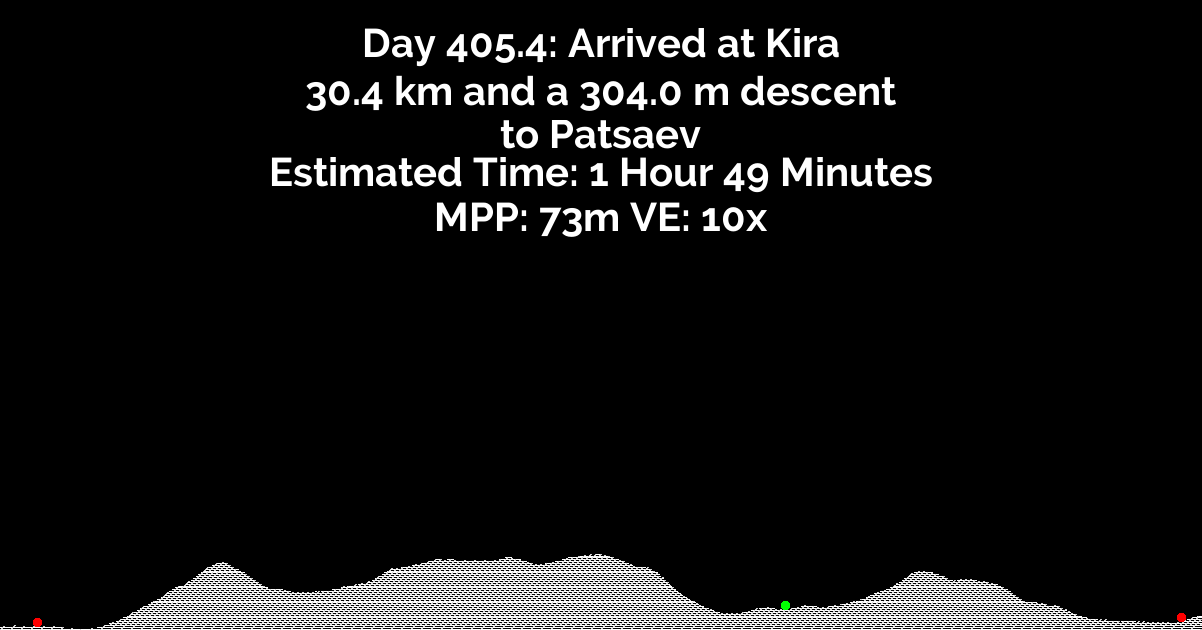 Day 405.4: Arrived at Kira
30.4 km and a 304.0 m descent
to Patsaev
Estimated Time: 1 Hour 49 Minutes
MPP: 73m VE: 10x